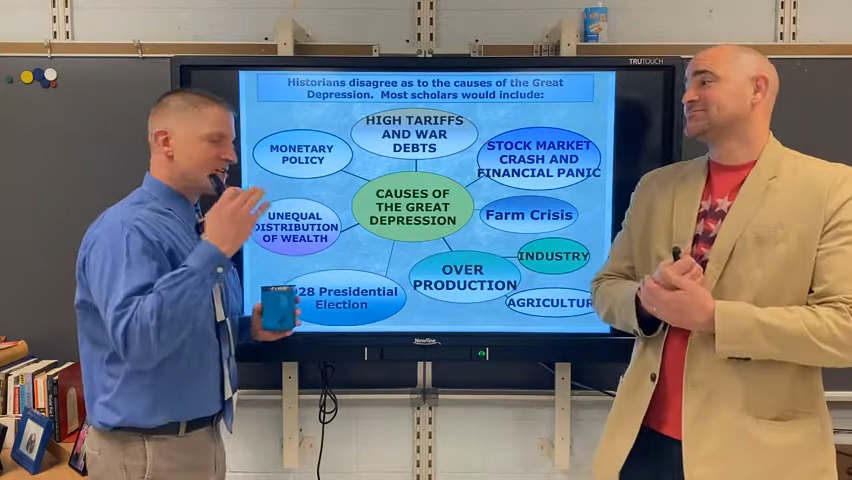 TRUTOUCH
Historians disagree as to the causes of the Great
Depression. Most scholars would include:
HIGH TARIFFS
AND WAR
DEBTS
MONETARY
POLICY
STOCK MARKET
CRASH AND
FINANCIAL PANIC
CAUSES OF
THE GREAT
DEPRESSION
UNEQUAL
DISTRIBUTION
OF WEALTH
Farm Crisis
INDUSTRY
OVER
PRODUCTION
28 Presidential
Election
AGRICULTUR
Newline